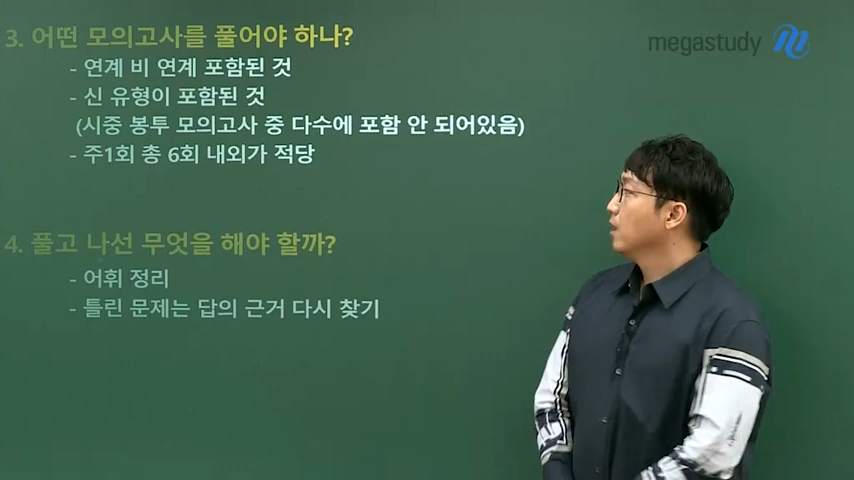 megastudy
3. 어떤 모의고사를 풀어야 하나?
- 연계 비 연계 포함된 것
- 신 유형이 포함된 것
(시중 봉투 모의고사 중 다수에 포함 안 되어있음)
- 주1회 총 6회 내외가 적당
4. 풀고 나선 무엇을 해야 할까?
- 어휘 정리
- 틀린 문제는 답의 근거 다시 찾기